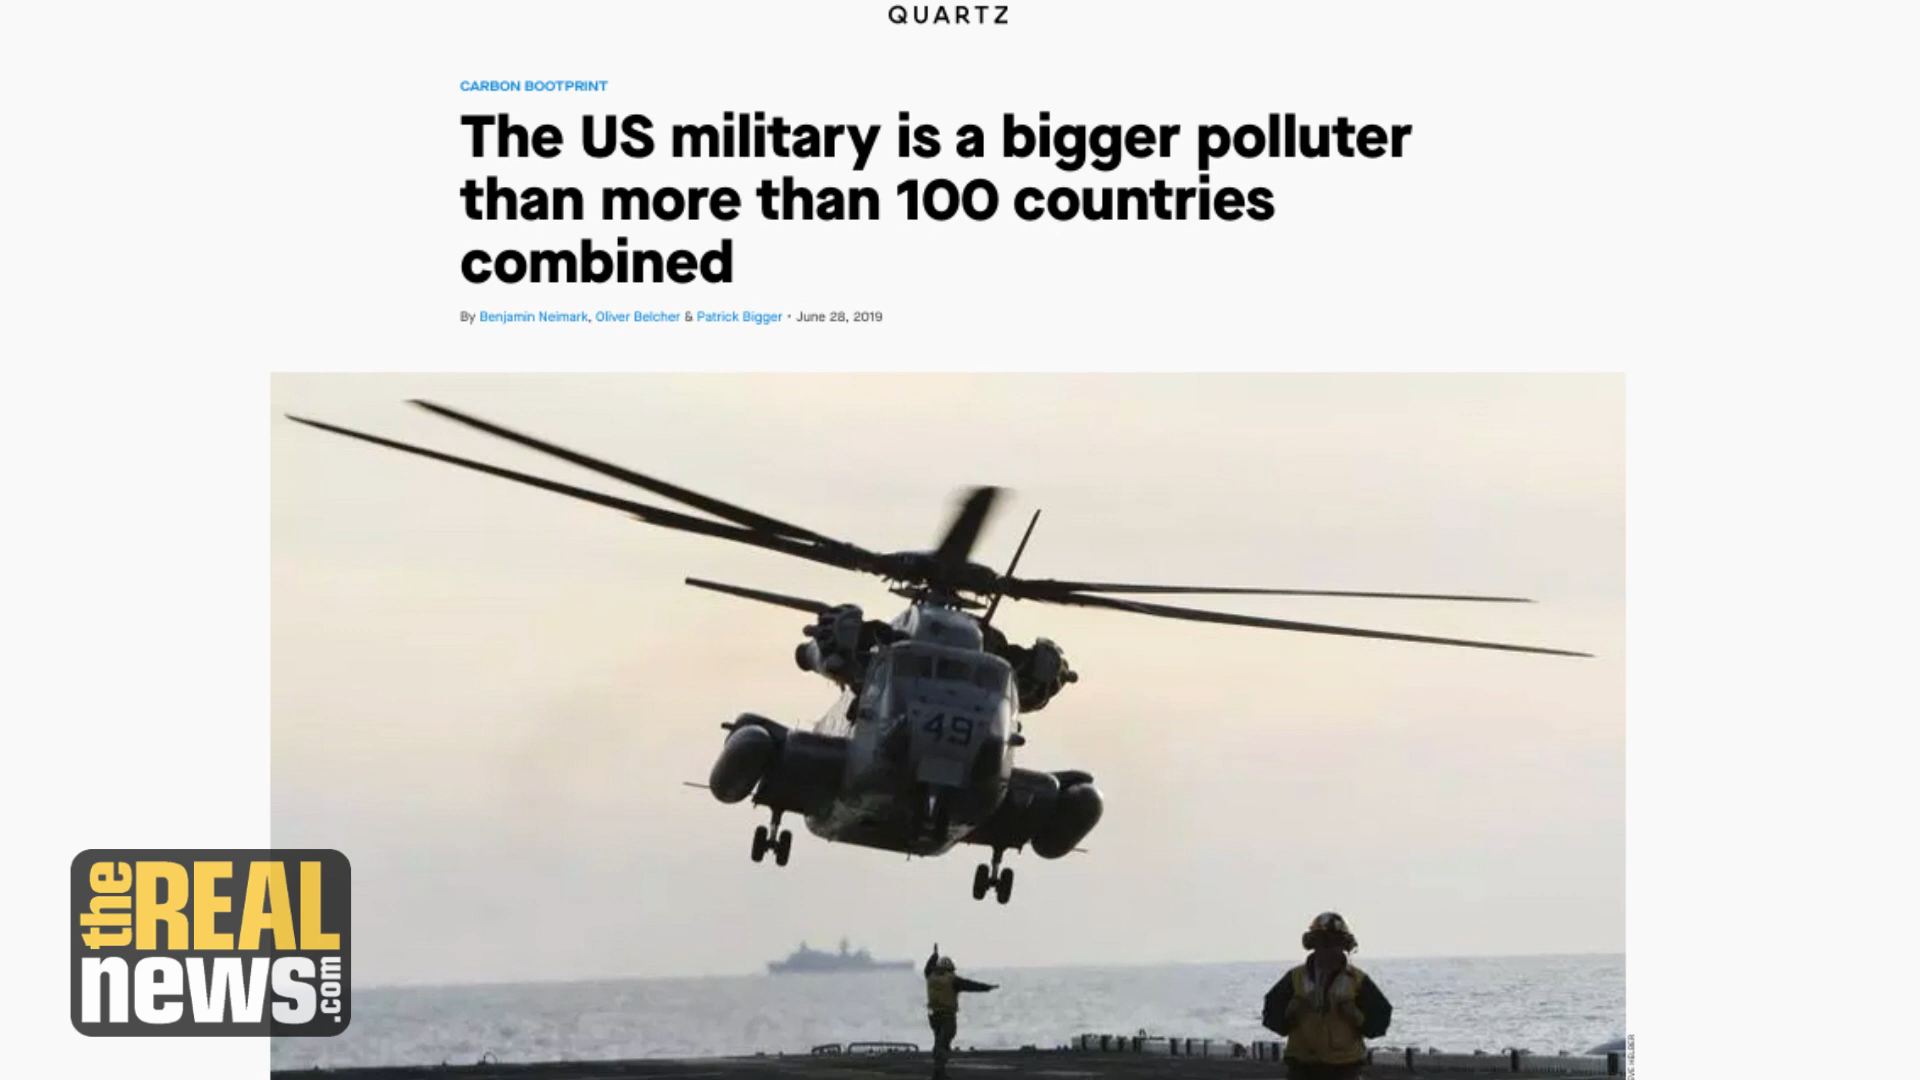 QUARTZ
CARBON BOOTPRINT
The US military is a bigger polluter
than more than 100 countries
combined
By Benjamin Neimark, Oliver Belcher & Patrick Bigger • June 28, 2019
49
the REAL
news.com